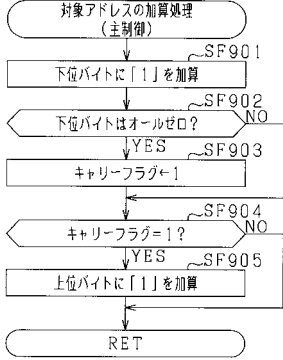 対象アドレスの加算処理
(主制御)
SF901
下位バイトに「1」を加算
SF902
下位バイトはオールゼロ?
NO
YES
SF903
キャリーフラグ←1
SF904
キャリーフラグ=1?
NO
YES
SF905
上位バイトに「1」を加算
RET